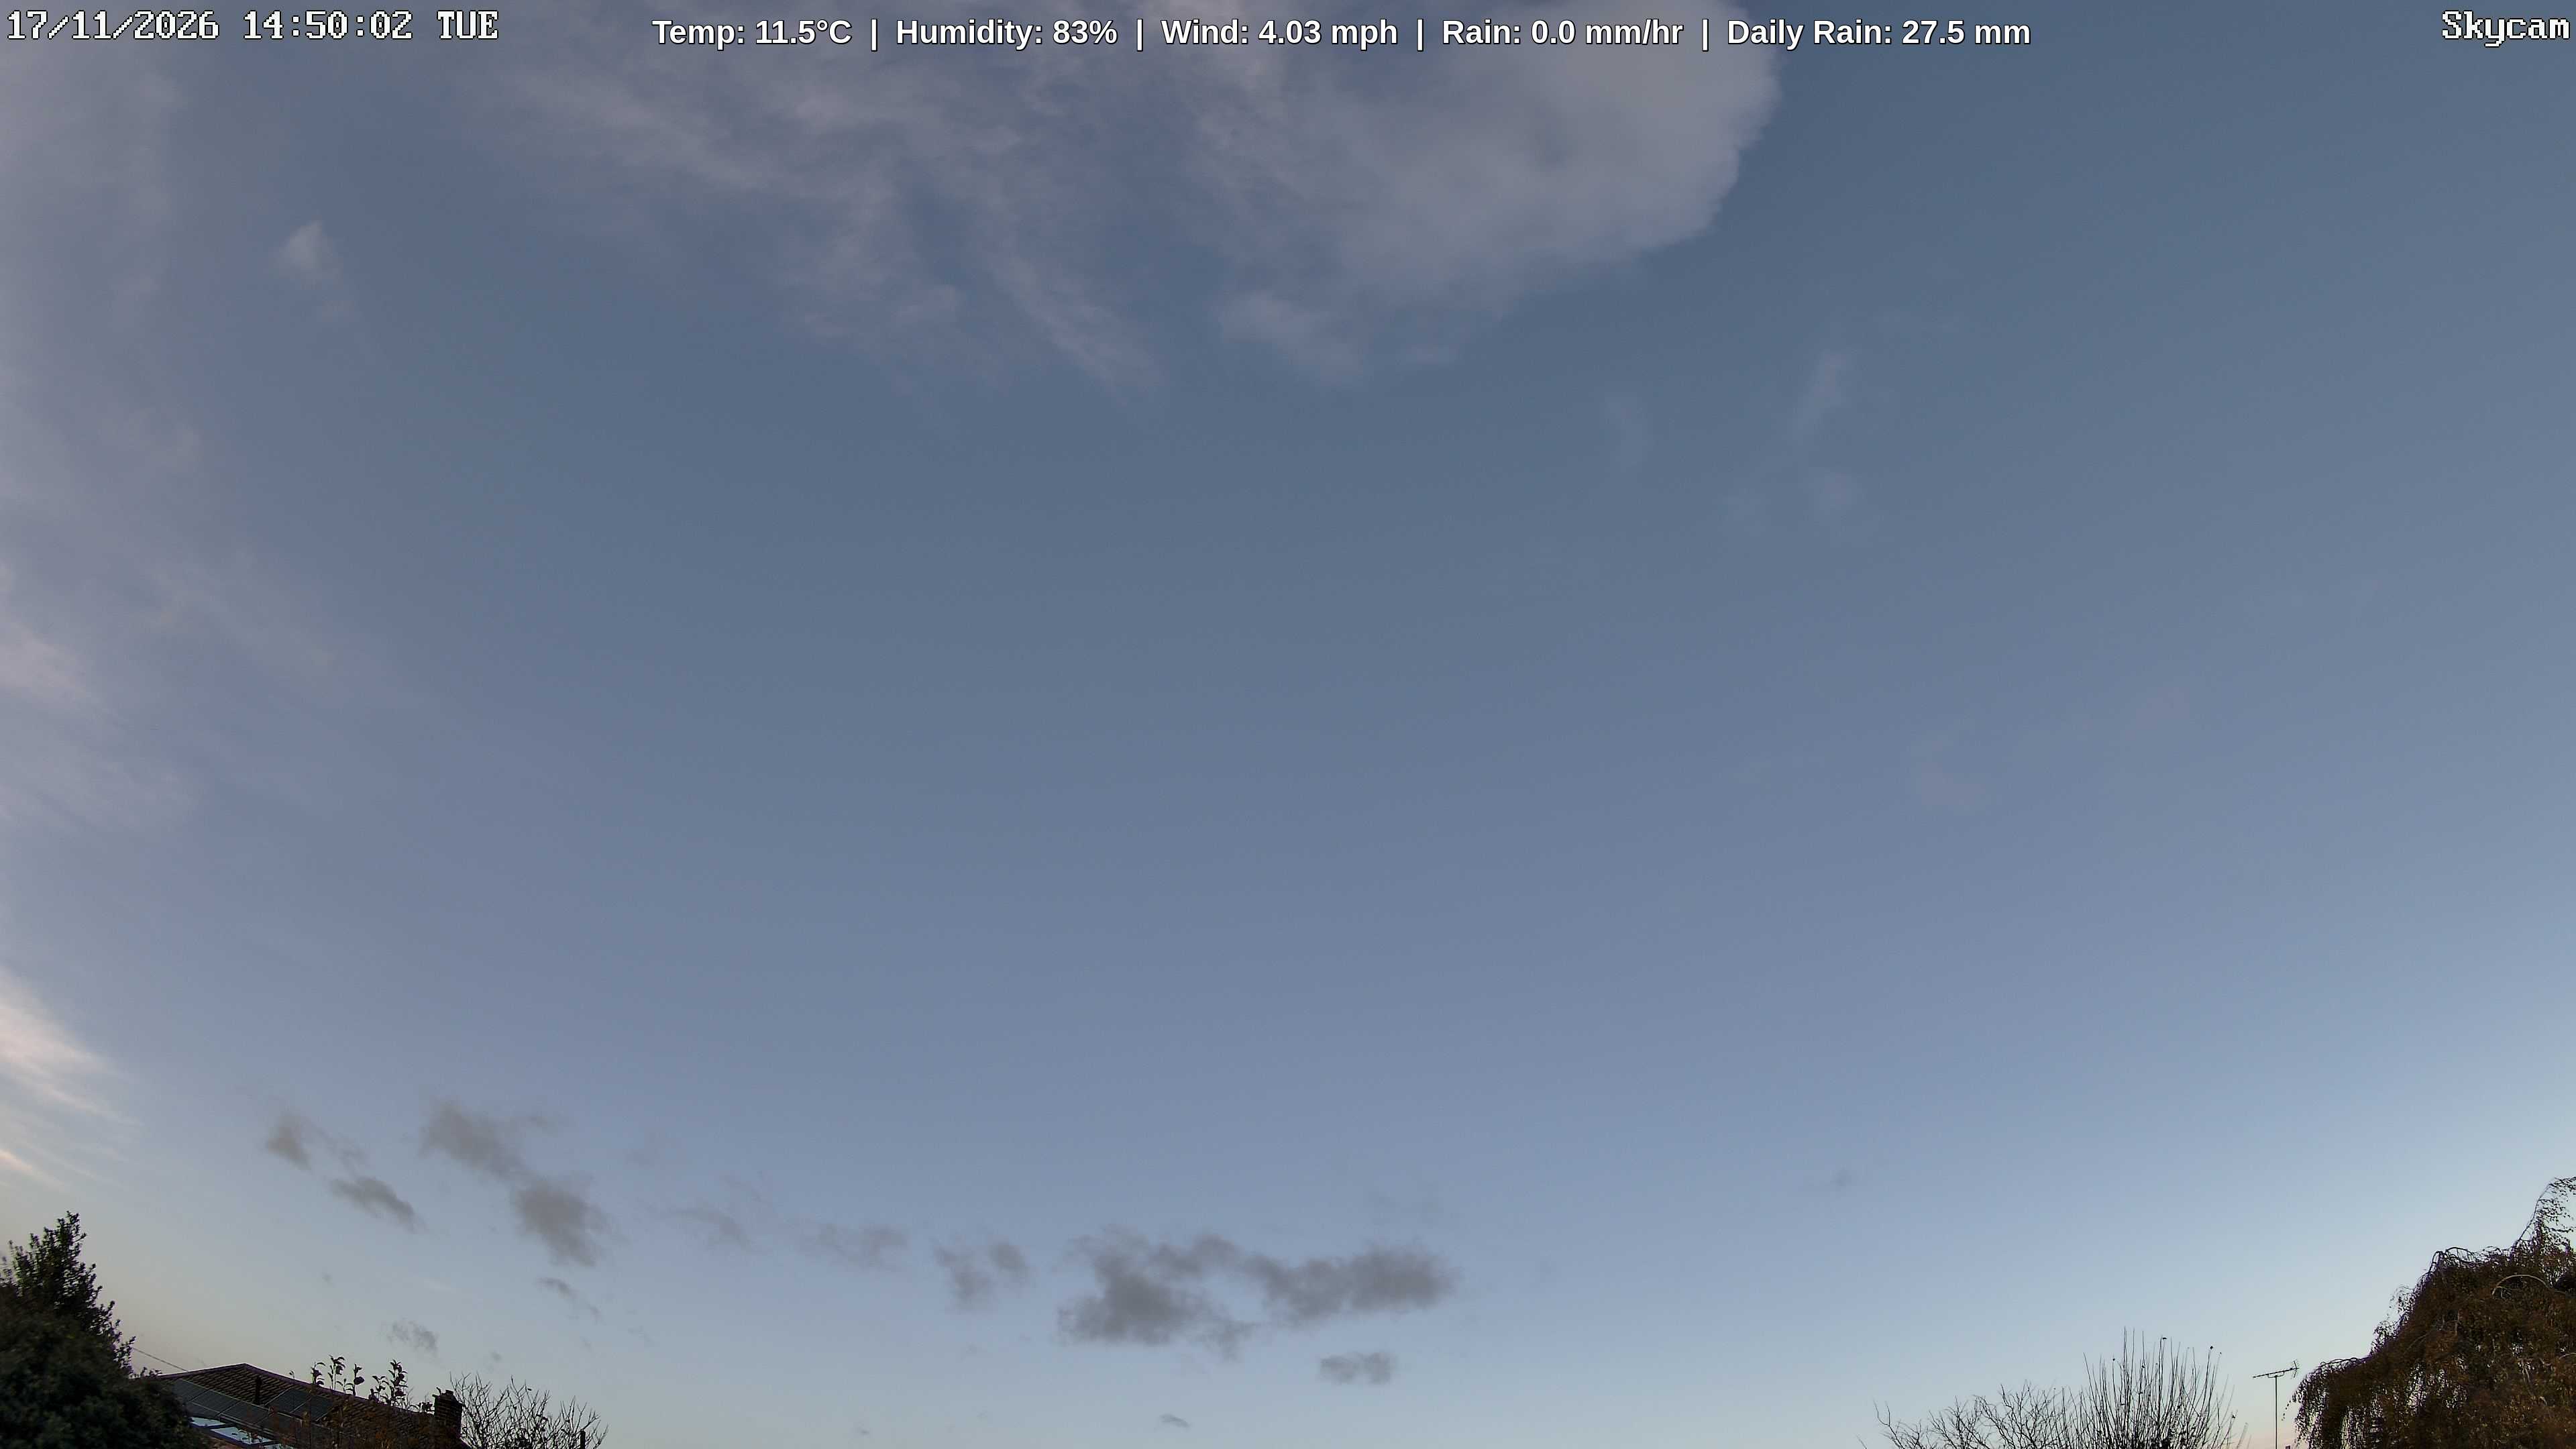 17/11/2026 14:50:02 TUE
Temp: 11.5°C | Humidity: 83% | Wind: 4.03 mph | Rain: 0.0 mm/hr | Daily Rain: 27.5 mm
Skycam